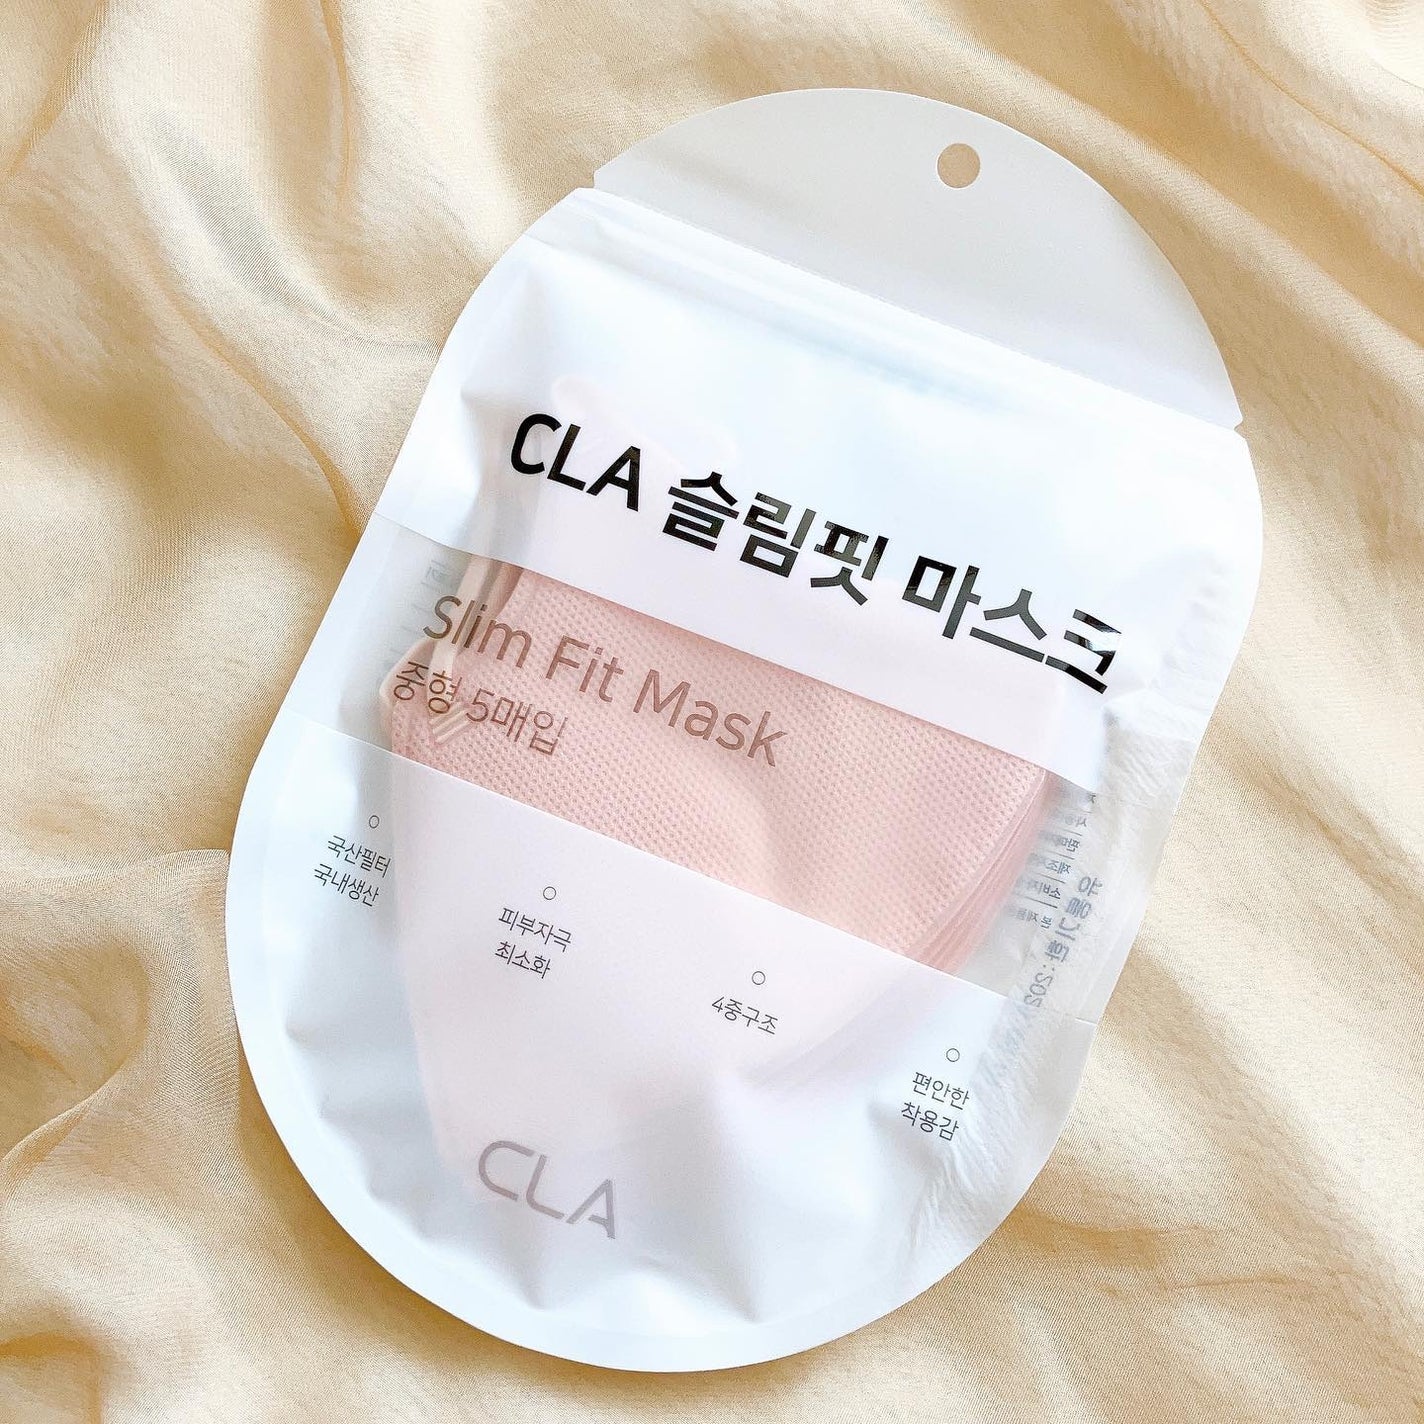 CLA 슬림핏 마스크
Slim Fit Mask
중형 5매입
국산필터
국내생산
피부자극
최소화
4중구조
편안한
착용감
CLA